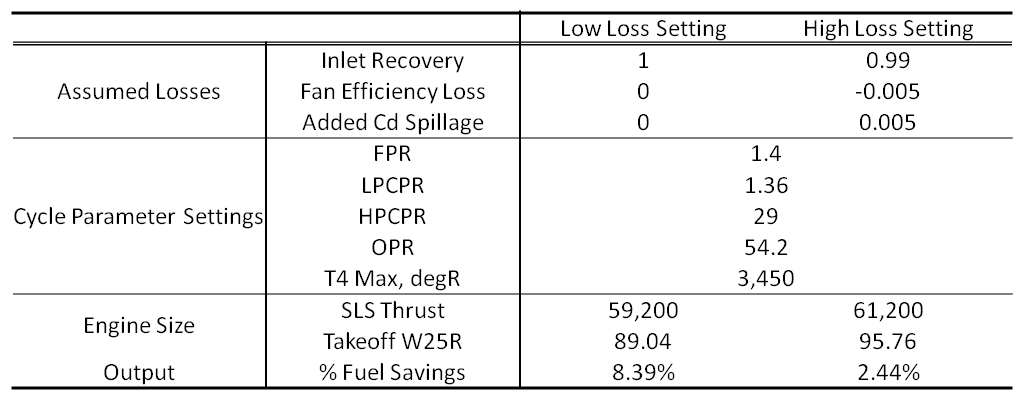 Low Loss Setting High Loss Setting
Assumed Losses Inlet Recovery 1 0.99
Fan Efficiency Loss 0 -0.005
Added Cd Spillage 0 0.005
Cycle Parameter Settings FPR 1.4
LPCPR 1.36
HPCPR 29
OPR 54.2
T4 Max, degR 3,450
Engine Size SLS Thrust 59,200 61,200
Takeoff W25R 89.04 95.76
Output % Fuel Savings 8.39% 2.44%